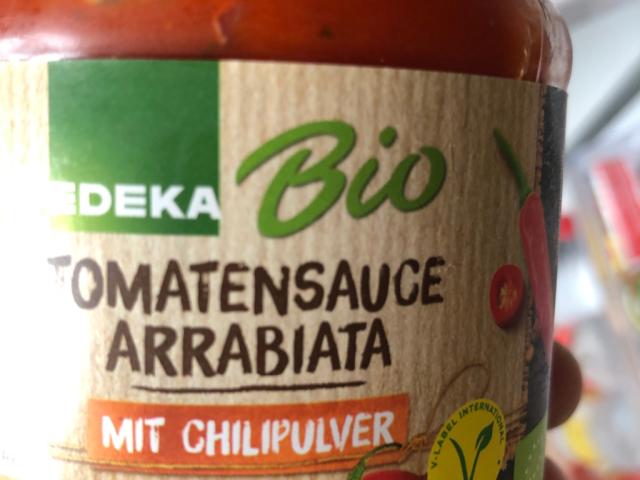 EDEKA
Bio
TOMATENSAUCE
ARRABIATA
MIT CHILIPULVER
V-LABEL INTERNATIONAL